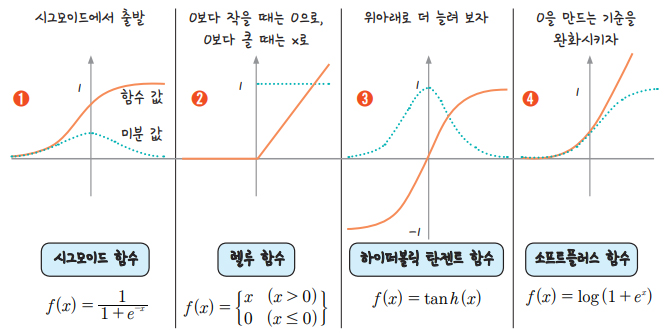 시그모이드에서 출발
1
1
함수 값
미분 값
시그모이드 함수
f(x) = 1/(1+e^{-x})
0보다 작을 때는 0으로,
0보다 클 때는 x로
2
1
렐루 함수
f(x) = {x (x > 0)
0 (x ≤ 0)}
위아래로 더 늘려 보자
3
1
-1
하이퍼볼릭 탄젠트 함수
f(x) = tanh(x)
0을 만드는 기준을
완화시키자
4
1
소프트플러스 함수
f(x) = log(1 + e^x)